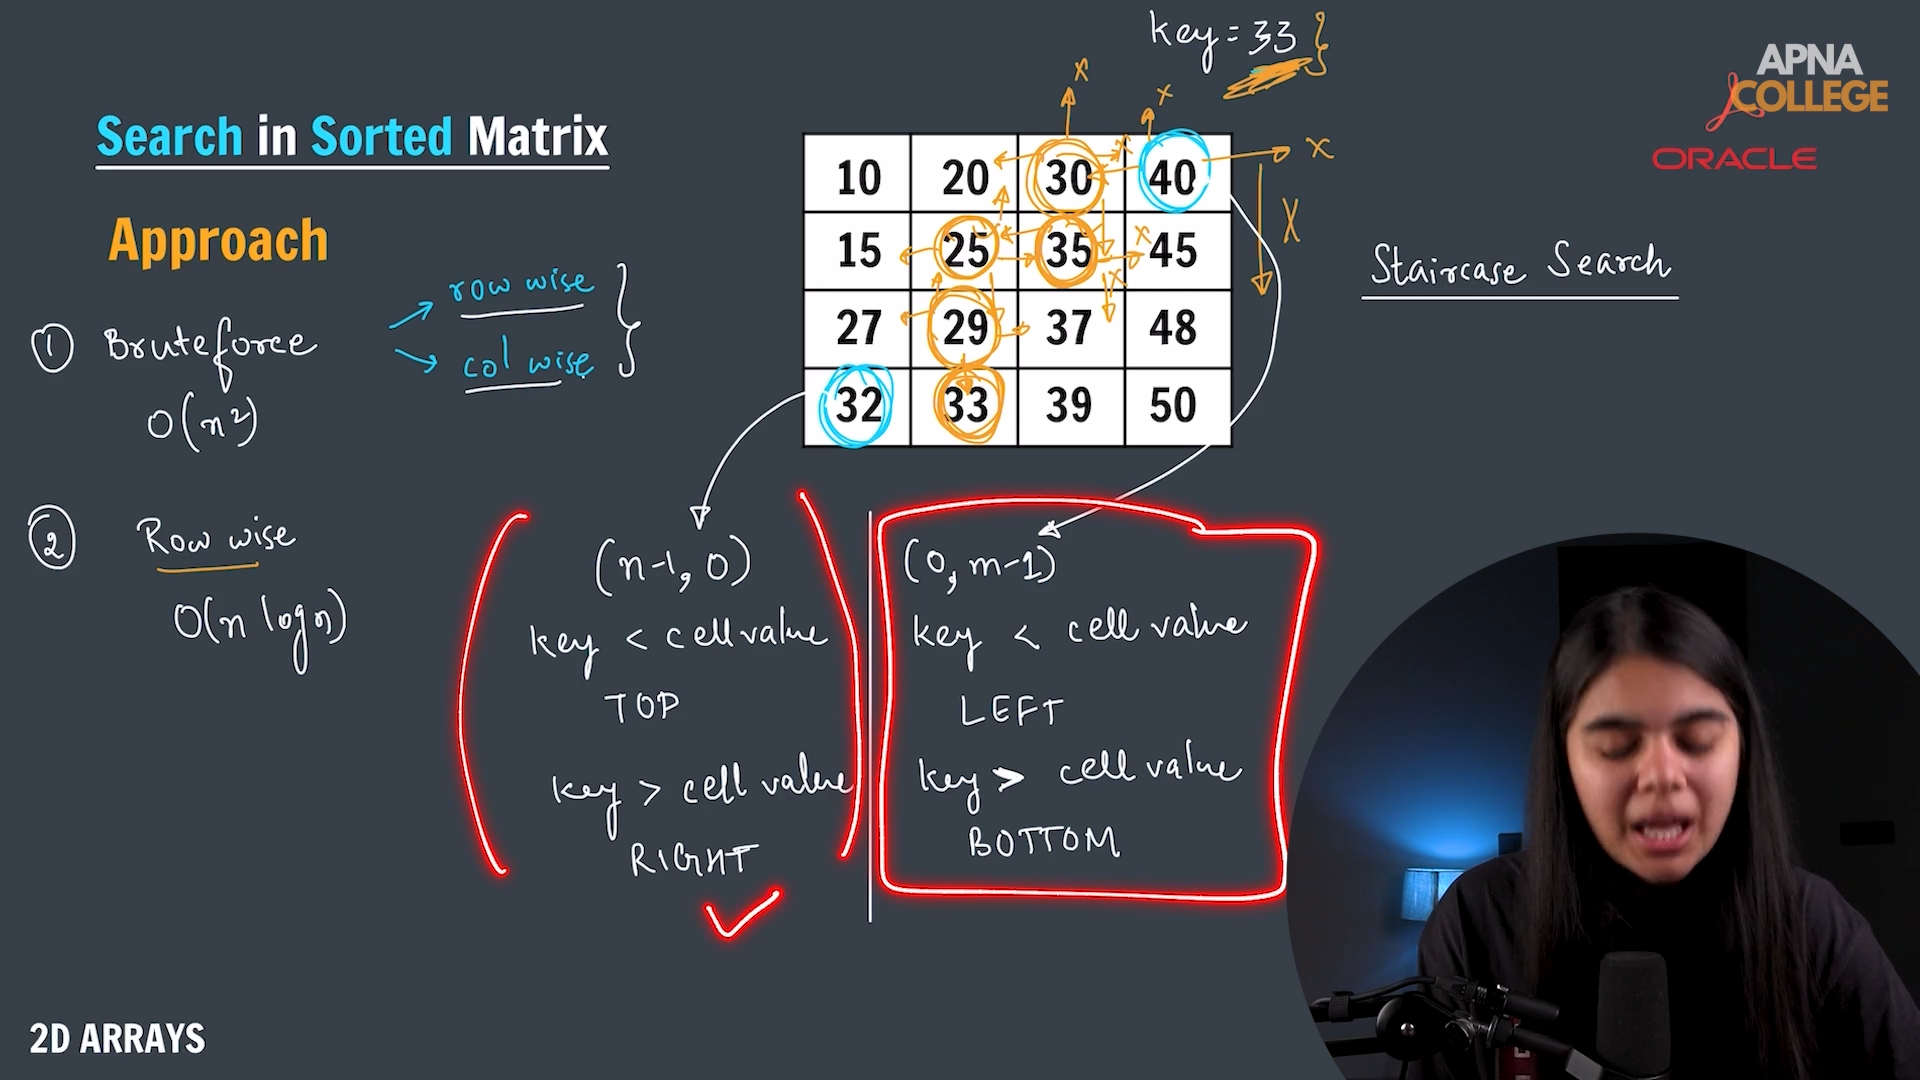 key = 33 }
APNA
COLLEGE
ORACLE
Search in Sorted Matrix
Approach
10 20 30 40
15 25 35 45
27 29 37 48
32 33 39 50
x
x
x
x
x
x
x
X
Staircase Search
① Bruteforce
row wise
col wise
O(n²)
② Row wise
O(n log n)
(n-1, 0)
key < cell value
TOP
key > cell value
RIGHT
(0, m-1)
key < cell value
LEFT
key > cell value
BOTTOM
2D ARRAYS